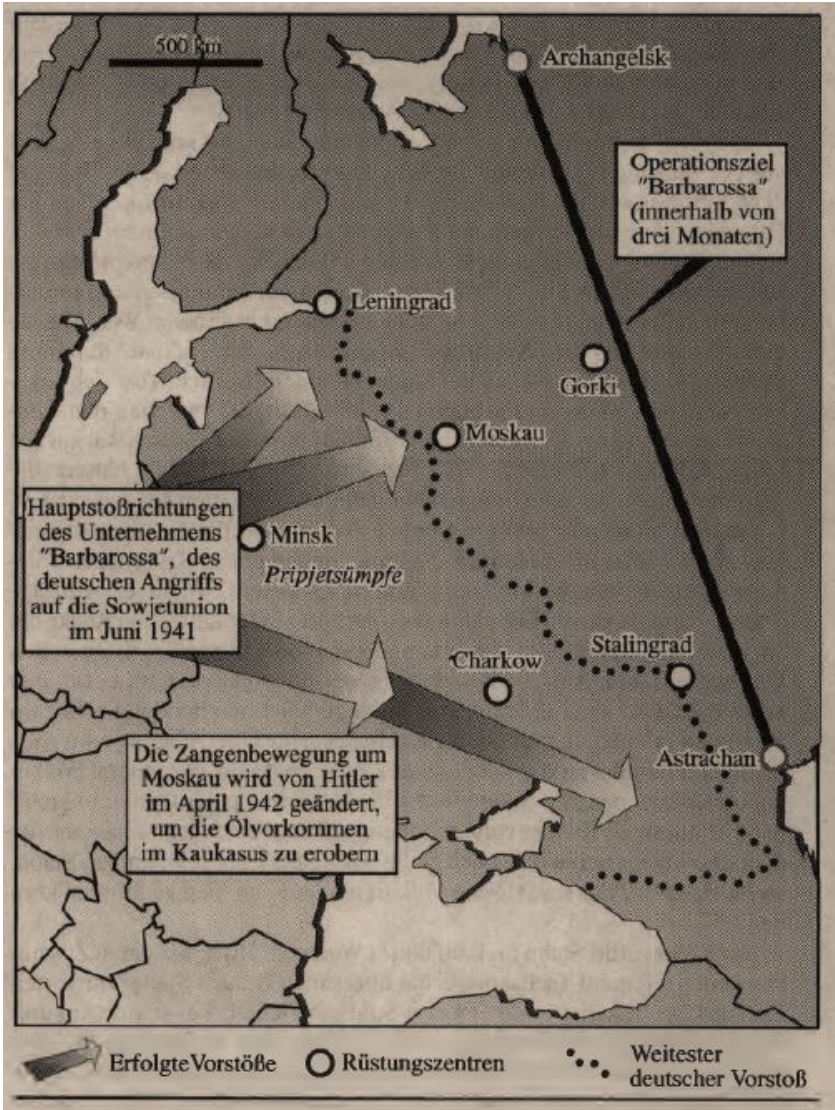 500 km
Archangelsk
Operationsziel
"Barbarossa"
(innerhalb von
drei Monaten)
Leningrad
Gorki
Moskau
Hauptstoßrichtungen
des Unternehmens
"Barbarossa", des
deutschen Angriffs
auf die Sowjetunion
im Juni 1941
Minsk
Pripjetsümpfe
Charkow
Stalingrad
Astrachan
Die Zangenbewegung um
Moskau wird von Hitler
im April 1942 geändert,
um die Ölvorkommen
im Kaukasus zu erobern
Erfolgte Vorstöße
Rüstungszentren
Weitester
deutscher Vorstoß